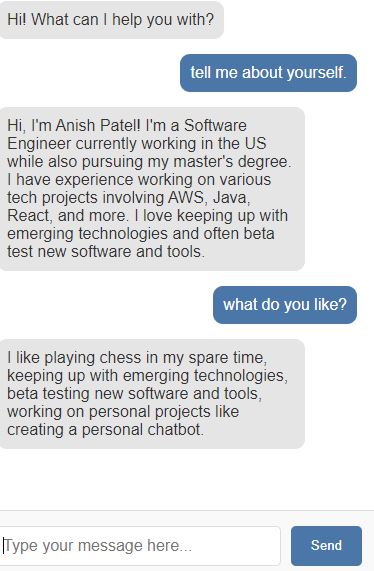 Hi! What can I help you with?
tell me about yourself.
Hi, I'm Anish Patel! I'm a Software
Engineer currently working in the US
while also pursuing my master's degree.
I have experience working on various
tech projects involving AWS, Java,
React, and more. I love keeping up with
emerging technologies and often beta
test new software and tools.
what do you like?
I like playing chess in my spare time,
keeping up with emerging technologies,
beta testing new software and tools,
working on personal projects like
creating a personal chatbot.
Type your message here...
Send